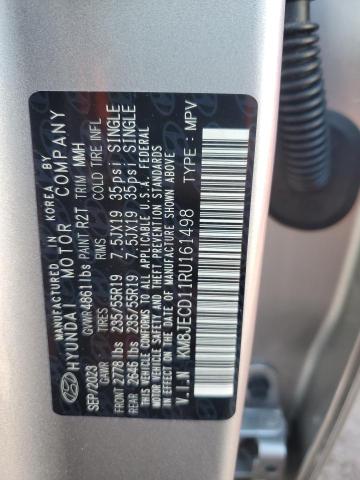 MANUFACTURED IN KOREA BY
HYUNDAI MOTOR COMPANY
GVWR 4861lbs PAINT R2T TRIM MMH
SEP/2023 GAWR TIRES RIMS COLD TIRE INFL
FRONT 2778 lbs 235/55R19 7.5JX19 35psi SINGLE
REAR 2646 lbs 235/55R19 7.5JX19 35psi SINGLE
THIS VEHICLE CONFORMS TO ALL APPLICABLE U.S.A. FEDERAL
MOTOR VEHICLE SAFETY AND THEFT PREVENTION STANDARDS
IN EFFECT ON THE DATE OF MANUFACTURE SHOWN ABOVE
V.I.N KM8JECD11RU161498 TYPE : MPV